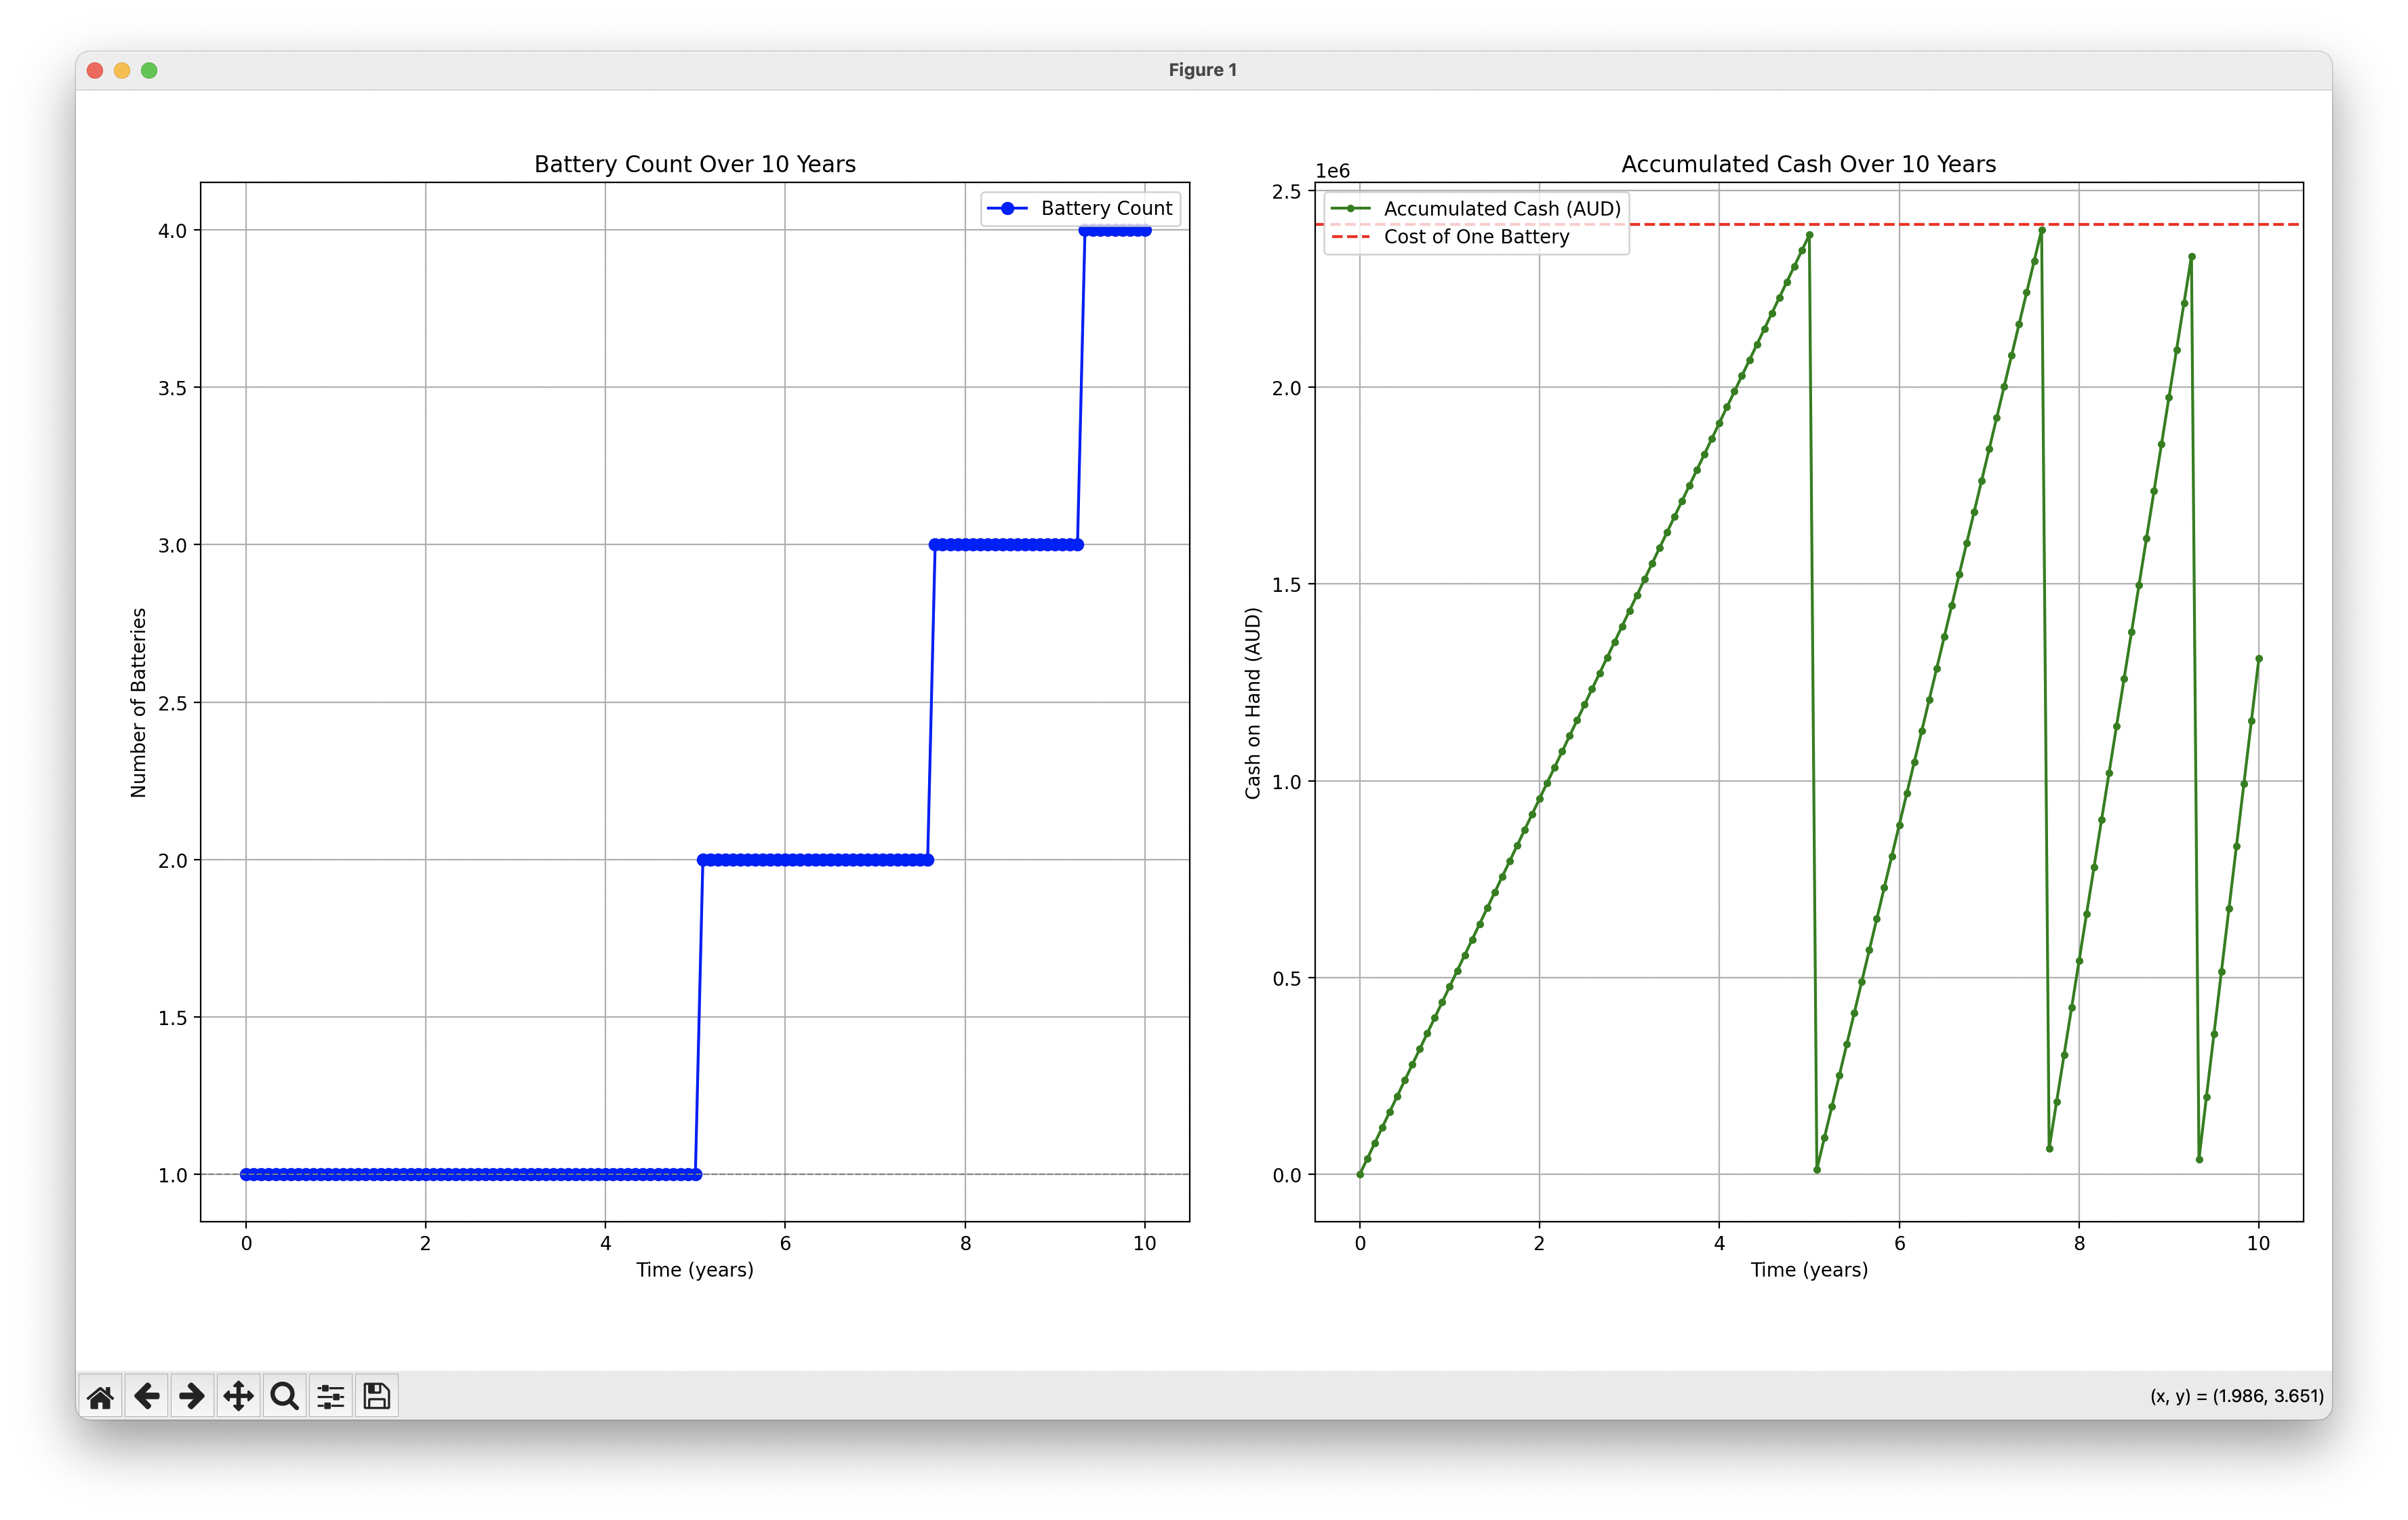 Figure 1
Battery Count Over 10 Years
Battery Count
4.0
3.5
3.0
2.5
2.0
1.5
1.0
Number of Batteries
0 2 4 6 8 10
Time (years)
Accumulated Cash Over 10 Years
1e6
Accumulated Cash (AUD)
Cost of One Battery
2.5
2.0
1.5
1.0
0.5
0.0
Cash on Hand (AUD)
0 2 4 6 8 10
Time (years)
(x, y) = (1.986, 3.651)